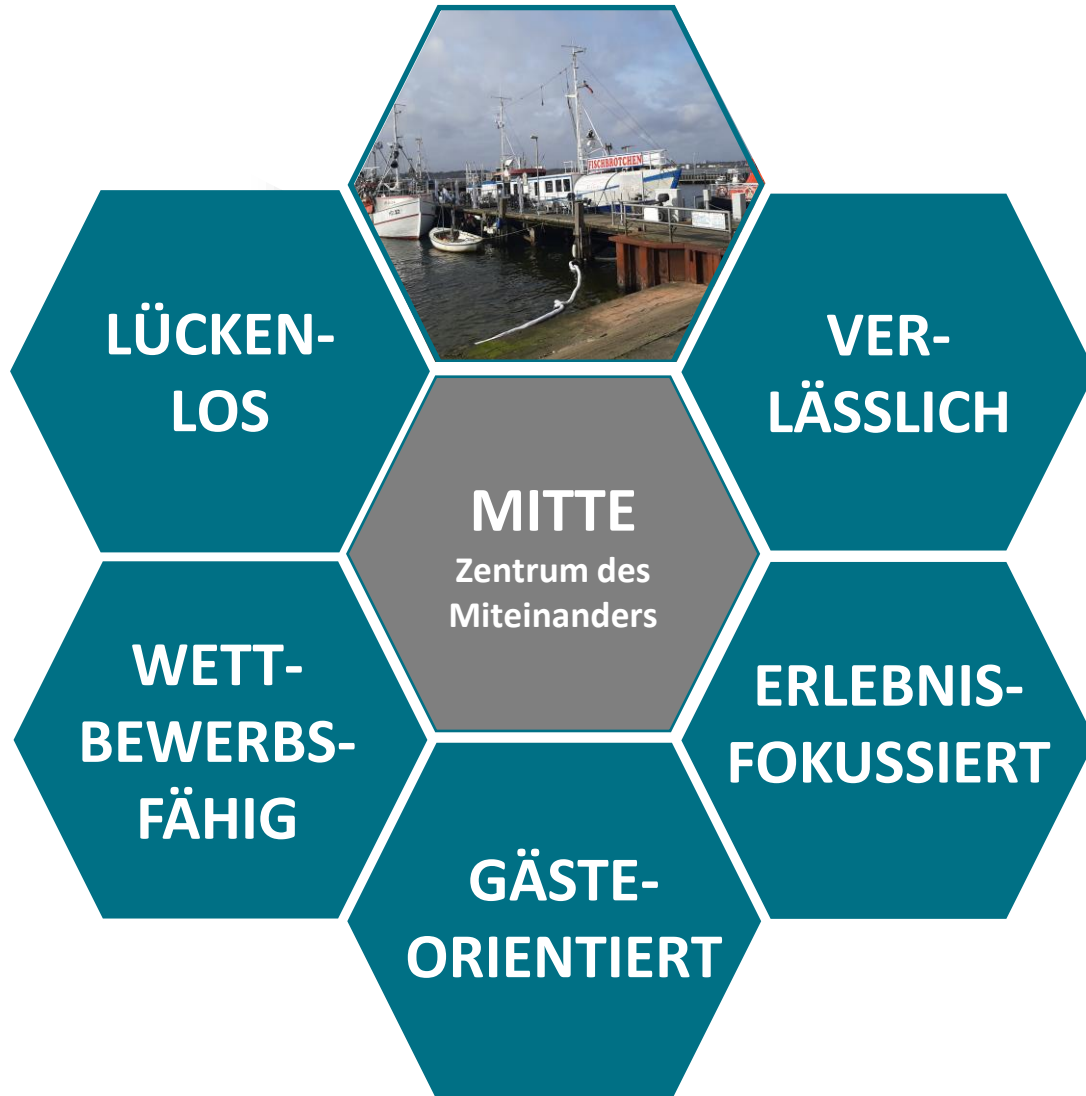 FISCHBRÖTCHEN
LÜCKEN-
LOS
VER-
LÄSSLICH
MITTE
Zentrum des
Miteinanders
WETT-
BEWERBS-
FÄHIG
ERLEBNIS-
FOKUSSIERT
GÄSTE-
ORIENTIERT